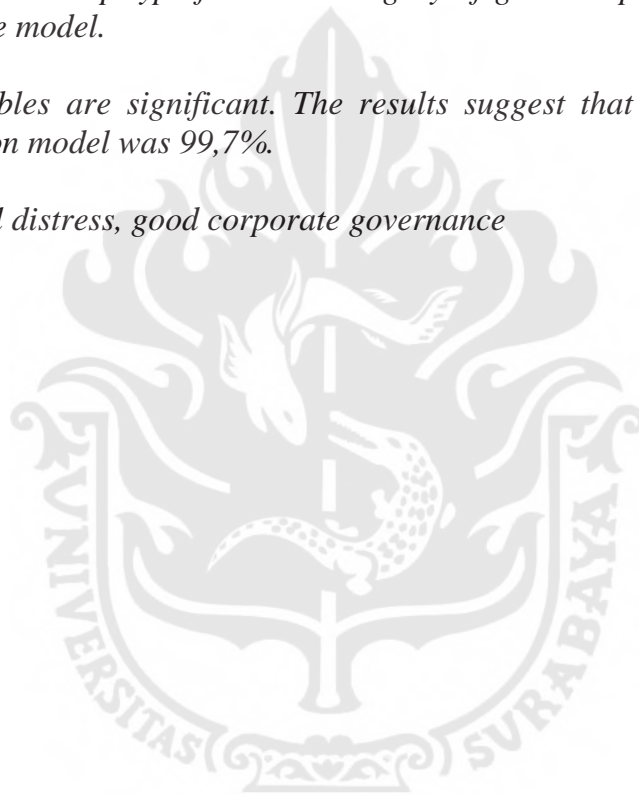 e model.
bles are significant. The results suggest that
on model was 99,7%.
l distress, good corporate governance
UNIVERSITAS SURABAYA